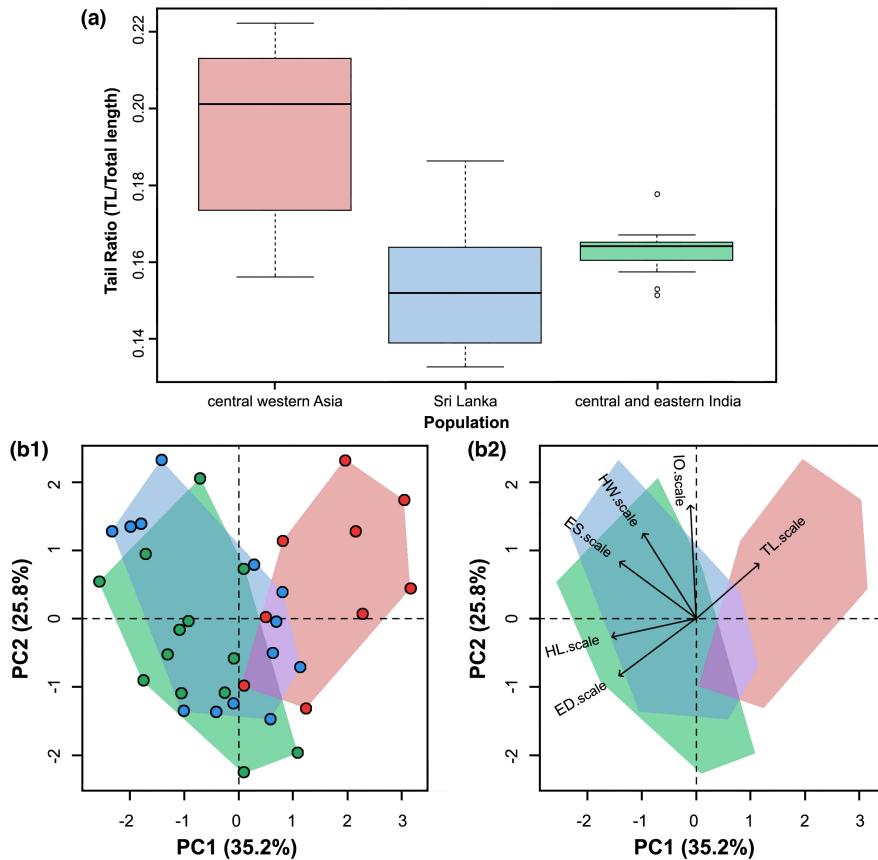 (a)
Tail Ratio (TL/Total length)
0.22
0.20
0.18
0.16
0.14
central western Asia
Sri Lanka
central and eastern India
Population
(b1)
PC2 (25.8%)
2
1
0
-1
-2
-2
-1
0
1
2
3
PC1 (35.2%)
(b2)
PC2 (25.8%)
2
1
0
-1
-2
IO.scale
HW.scale
ES.scale
TL.scale
HL.scale
ED.scale
-2
-1
0
1
2
3
PC1 (35.2%)